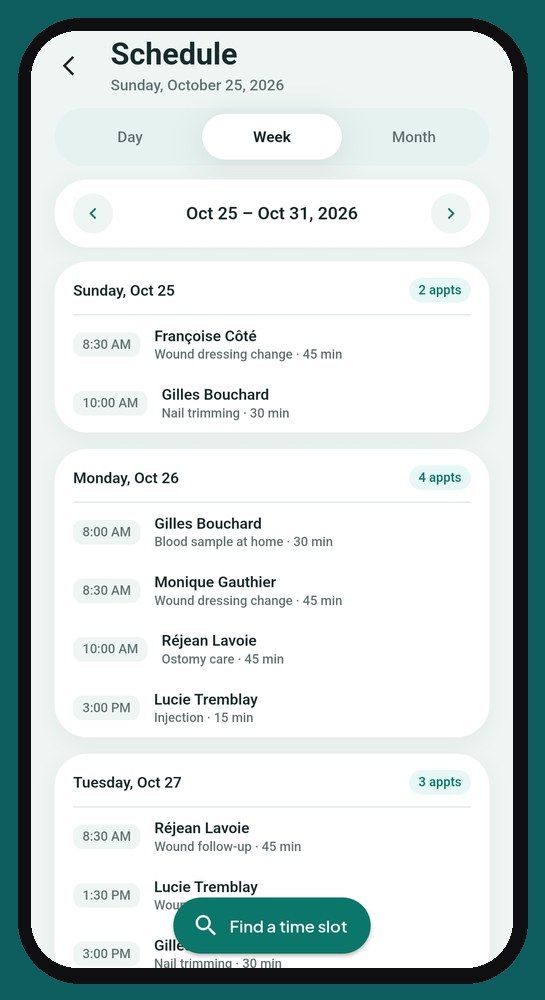 Schedule
Sunday, October 25, 2026
Day Week Month
Oct 25 – Oct 31, 2026
Sunday, Oct 25 2 appts
8:30 AM Françoise Côté
Wound dressing change · 45 min
10:00 AM Gilles Bouchard
Nail trimming · 30 min
Monday, Oct 26 4 appts
8:00 AM Gilles Bouchard
Blood sample at home · 30 min
8:30 AM Monique Gauthier
Wound dressing change · 45 min
10:00 AM Réjean Lavoie
Ostomy care · 45 min
3:00 PM Lucie Tremblay
Injection · 15 min
Tuesday, Oct 27 3 appts
8:30 AM Réjean Lavoie
Wound follow-up · 45 min
1:30 PM Lucie Tremblay
Find a time slot
3:00 PM
Nail trimming · 30 min